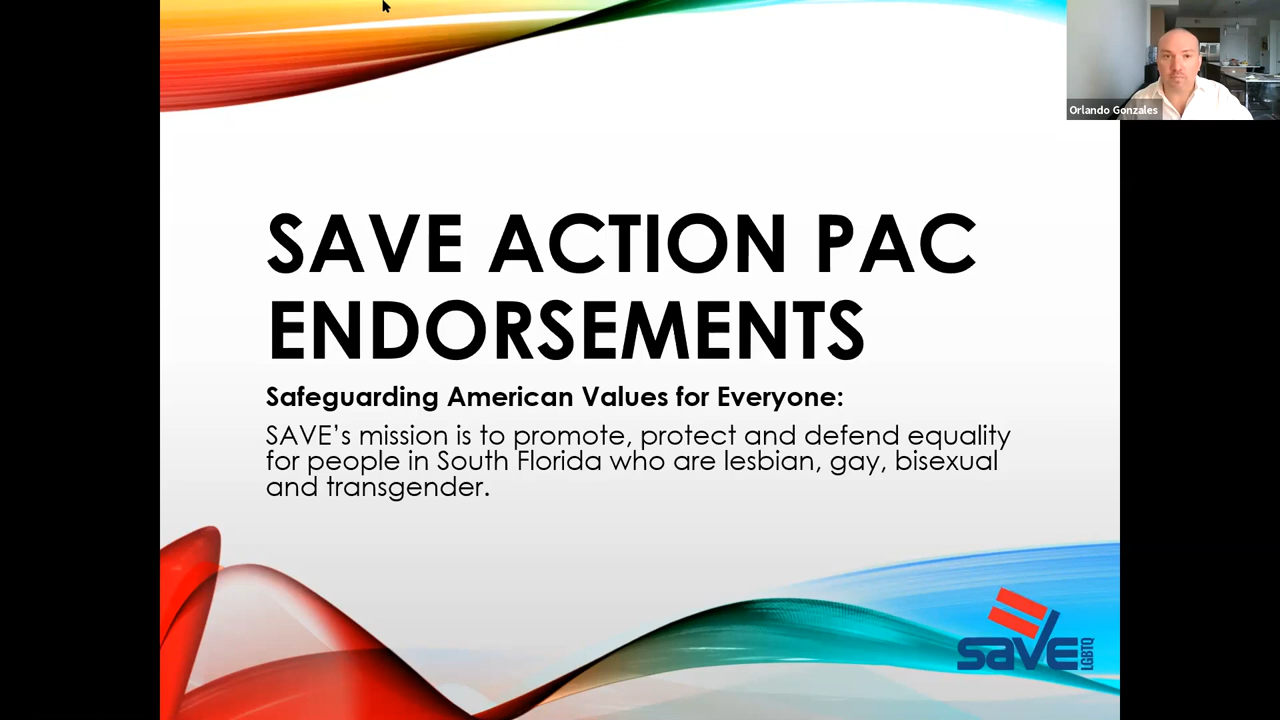 Orlando Gonzales
SAVE ACTION PAC
ENDORSEMENTS
Safeguarding American Values for Everyone:
SAVE’s mission is to promote, protect and defend equality
for people in South Florida who are lesbian, gay, bisexual
and transgender.
save
LGBTQ